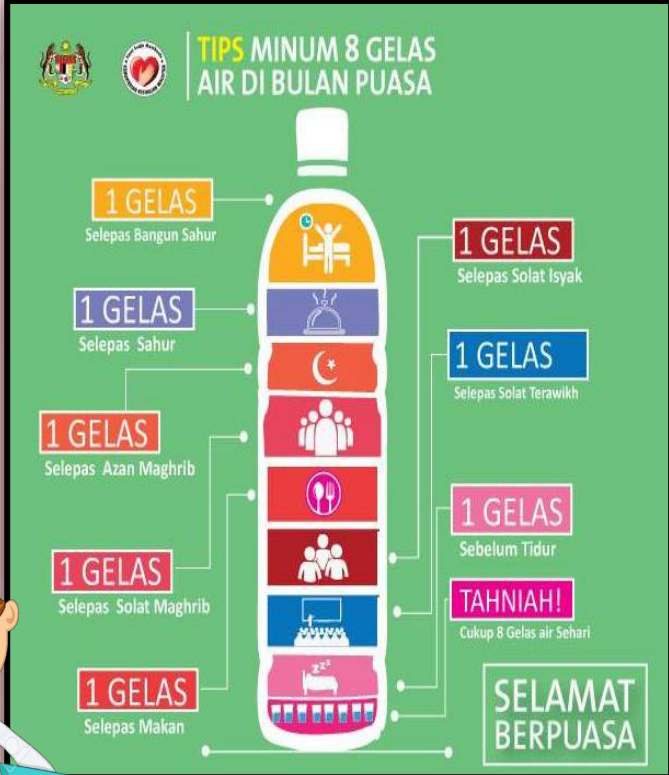 TIPS MINUM 8 GELAS
AIR DI BULAN PUASA
1 GELAS
Selepas Bangun Sahur
1 GELAS
Selepas Sahur
1 GELAS
Selepas Azan Maghrib
1 GELAS
Selepas Solat Maghrib
1 GELAS
Selepas Makan
1 GELAS
Selepas Solat Isyak
1 GELAS
Selepas Solat Terawikh
1 GELAS
Sebelum Tidur
TAHNIAH!
Cukup 8 Gelas air Sehari
zzz
SELAMAT
BERPUASA